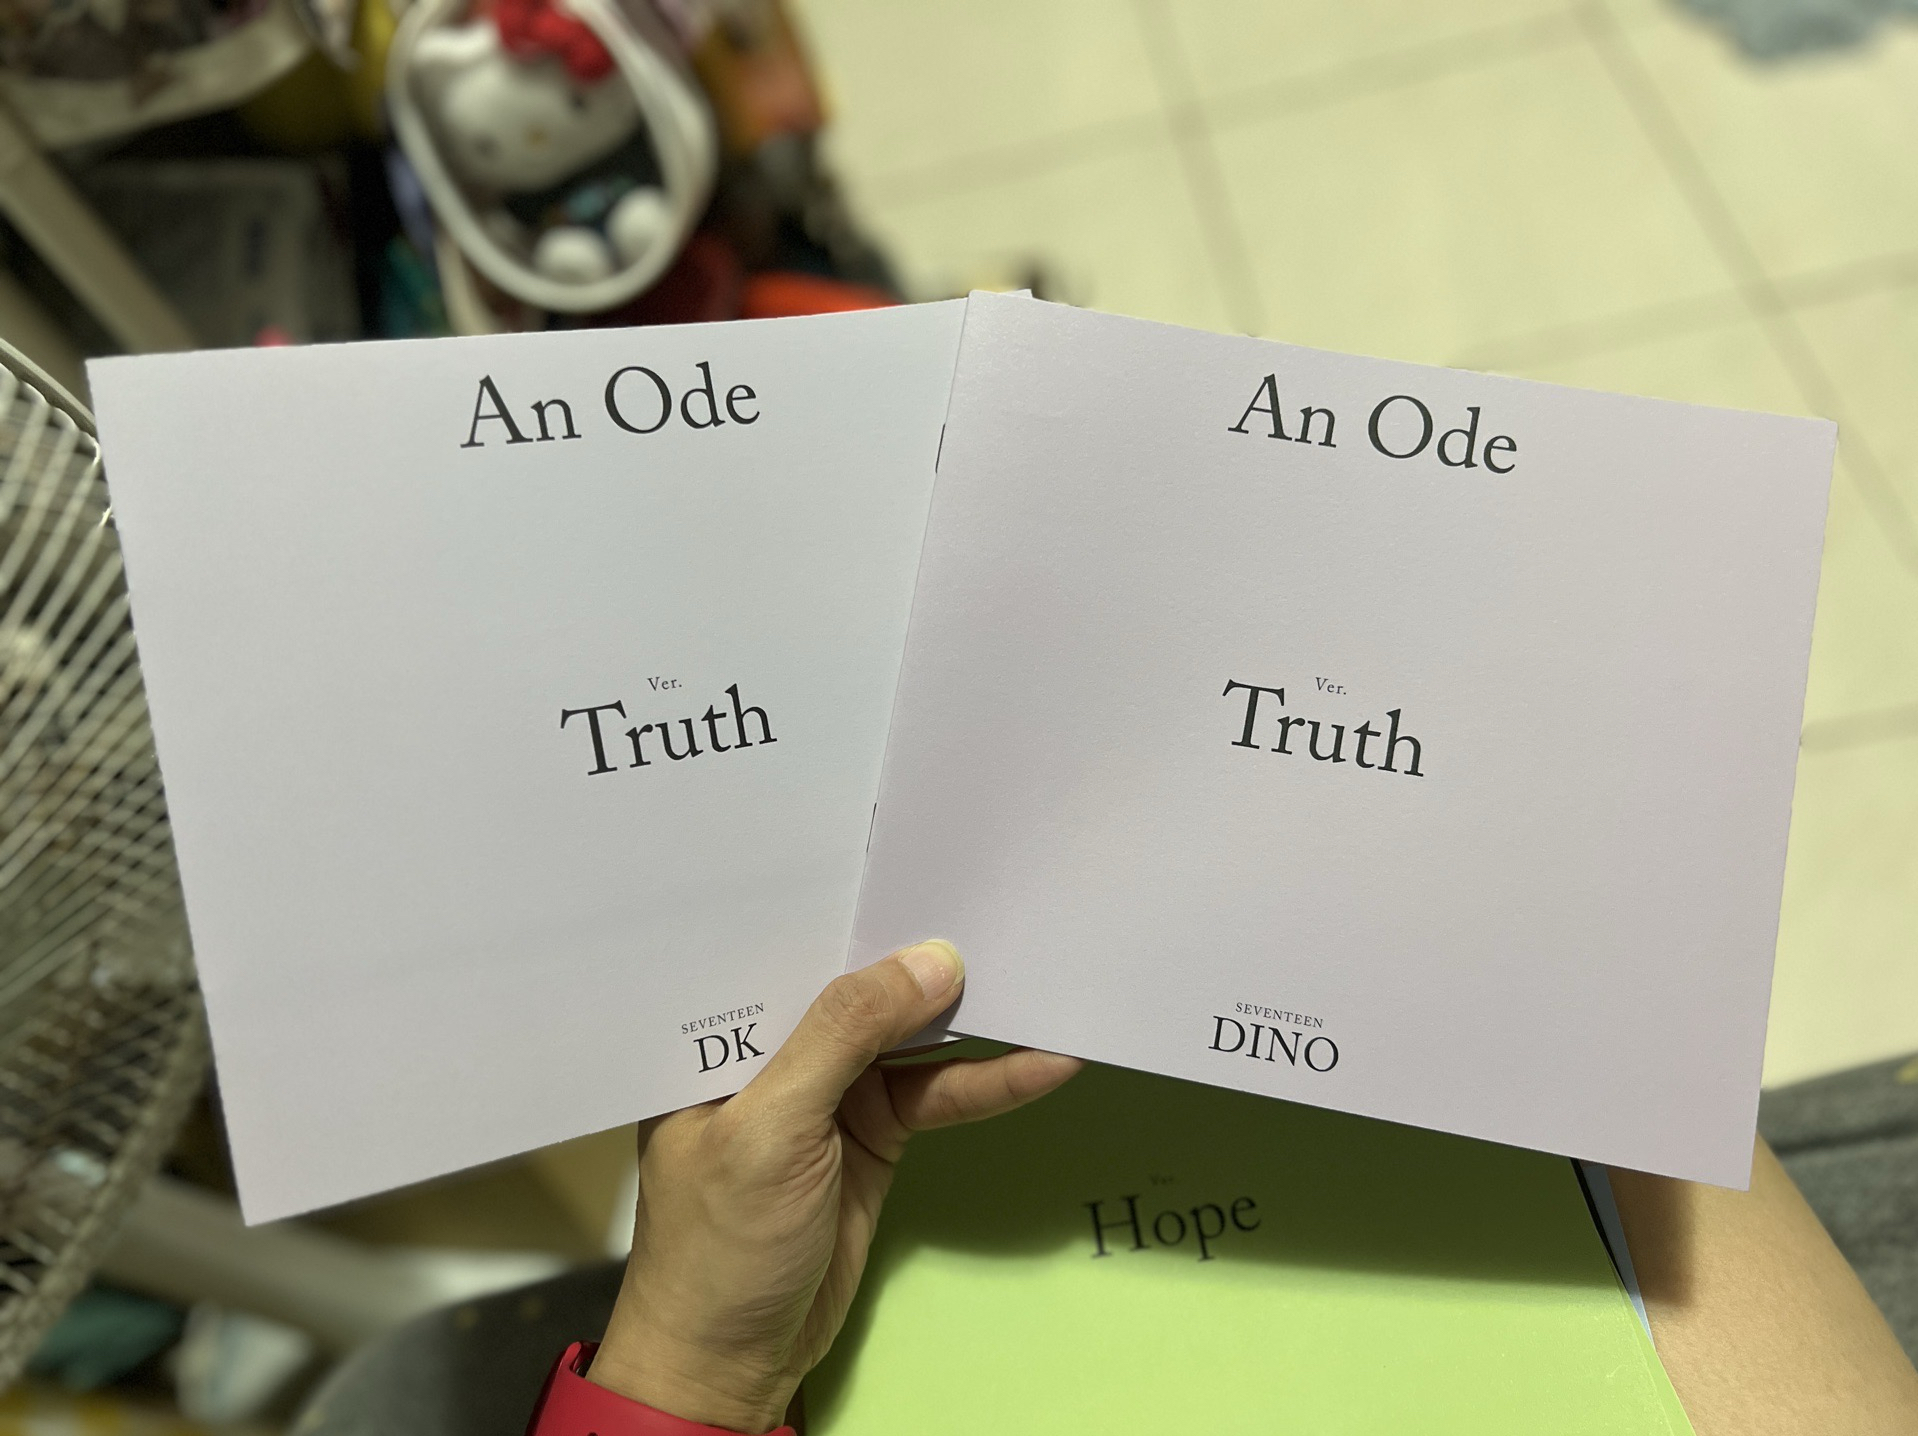 An Ode
Ver.
Truth
SEVENTEEN
DK
An Ode
Ver.
Truth
SEVENTEEN
DINO
Ver.
Hope